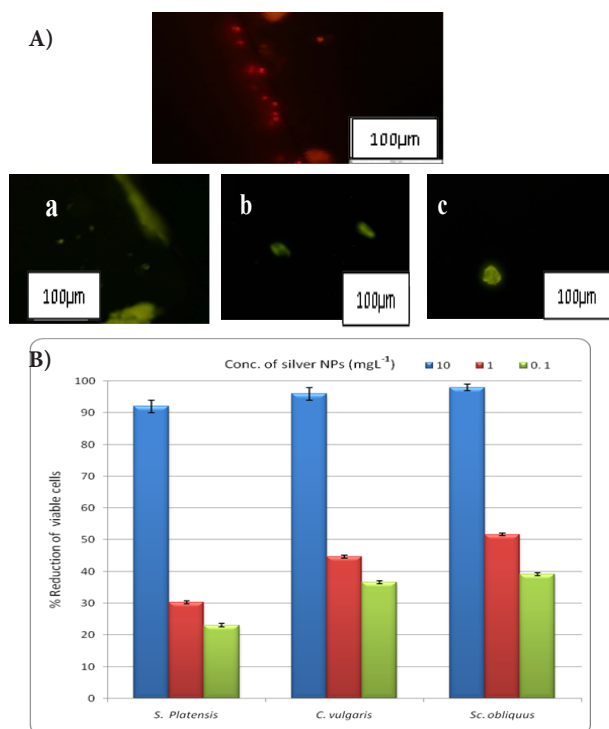 A)
100μm
a
b
c
100μm
100μm
100μm
B)
Conc. of silver NPs (mgL⁻¹) 10 1 0.1
100
90
80
70
60
50
40
30
20
10
0
% Reduction of viable cells
S. Platensis C. vulgaris Sc. obliquus